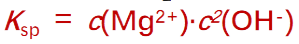 Ksp = c(Mg²⁺)·c²(OH⁻)